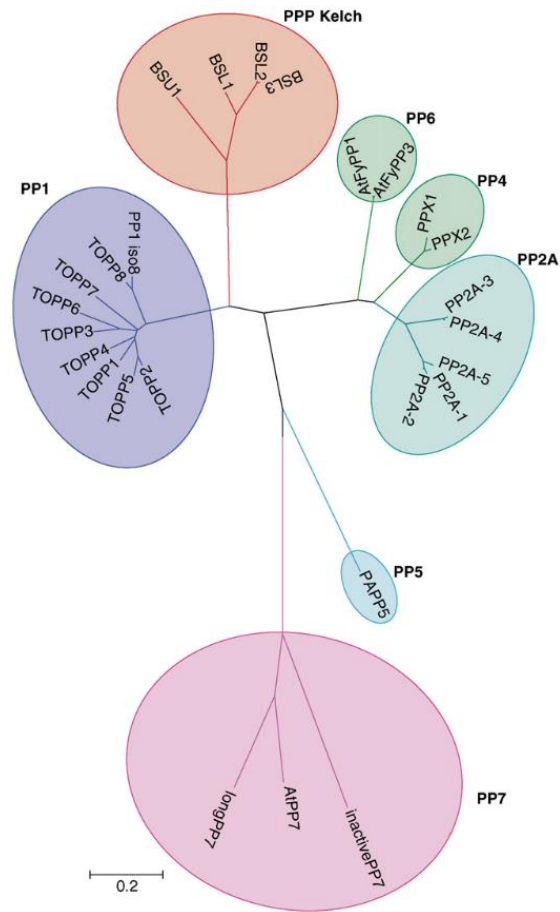 PPP Kelch
BSU1
BSL1
BSL2
BSL3
PP6
AtFyPP1
AtFyPP3
PP4
PPX1
PPX2
PP1
PP1 iso8
TOPP8
TOPP7
TOPP6
TOPP3
TOPP4
TOPP1
TOPP5
TOPP2
PP2A
PP2A-3
PP2A-4
PP2A-5
PP2A-1
PP2A-2
PP5
PAPP5
PP7
longPP7
AtPP7
inactivePP7
0.2